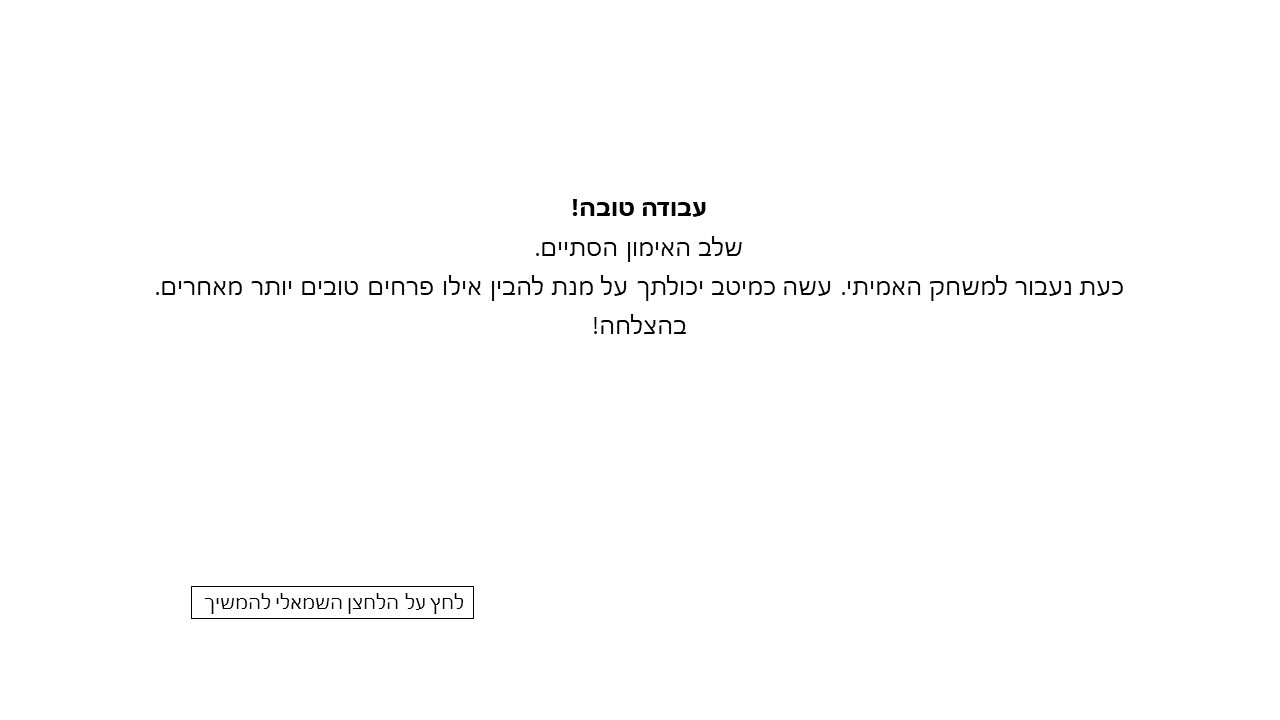 עבודה טובה!
שלב האימון הסתיים.
כעת נעבור למשחק האמיתי. עשה כמיטב יכולתך על מנת להבין אילו פרחים טובים יותר מאחרים.
בהצלחה!
לחץ על הלחצן השמאלי להמשיך